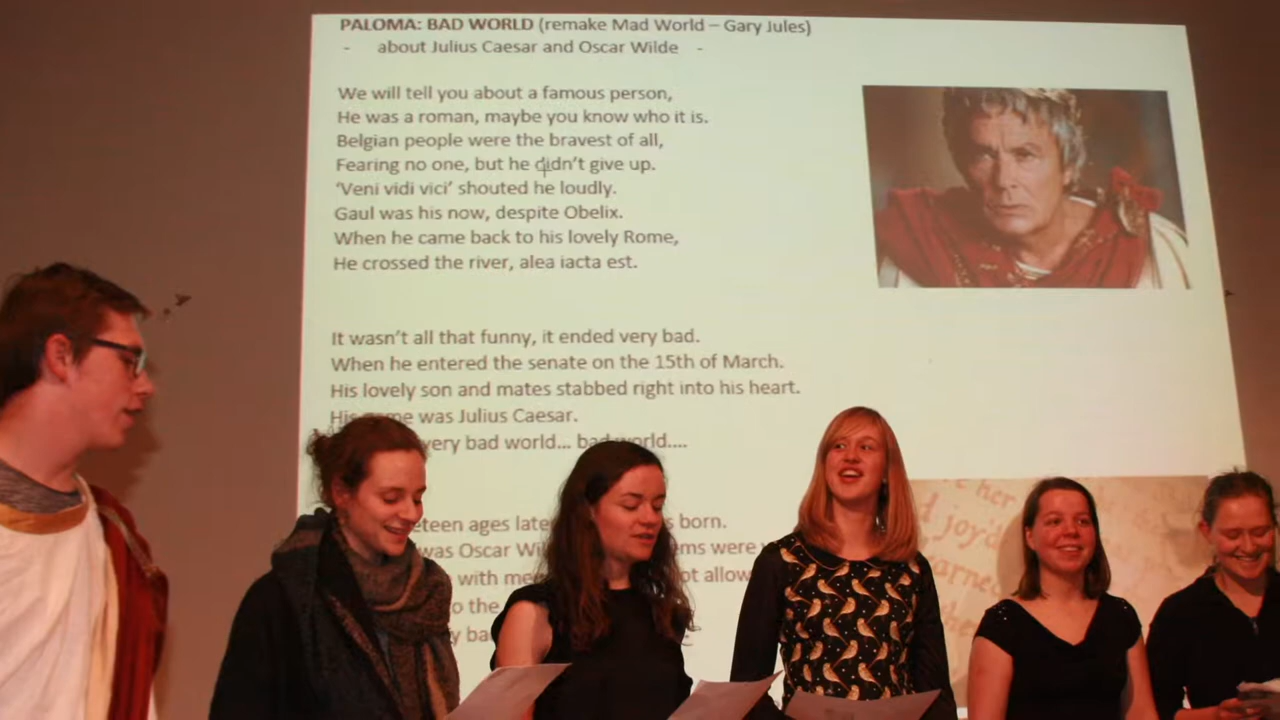 PALOMA: BAD WORLD (remake Mad World – Gary Jules)
- about Julius Caesar and Oscar Wilde -
We will tell you about a famous person,
He was a roman, maybe you know who it is.
Belgian people were the bravest of all,
Fearing no one, but he didn't give up.
'Veni vidi vici' shouted he loudly.
Gaul was his now, despite Obelix.
When he came back to his lovely Rome,
He crossed the river, alea iacta est.
It wasn't all that funny, it ended very bad.
When he entered the senate on the 15th of March.
His lovely son and mates stabbed right into his heart.
His was Julius Caesar.
very bad world... bad world....
ages born.
was Oscar were
with
the
her
joy'd